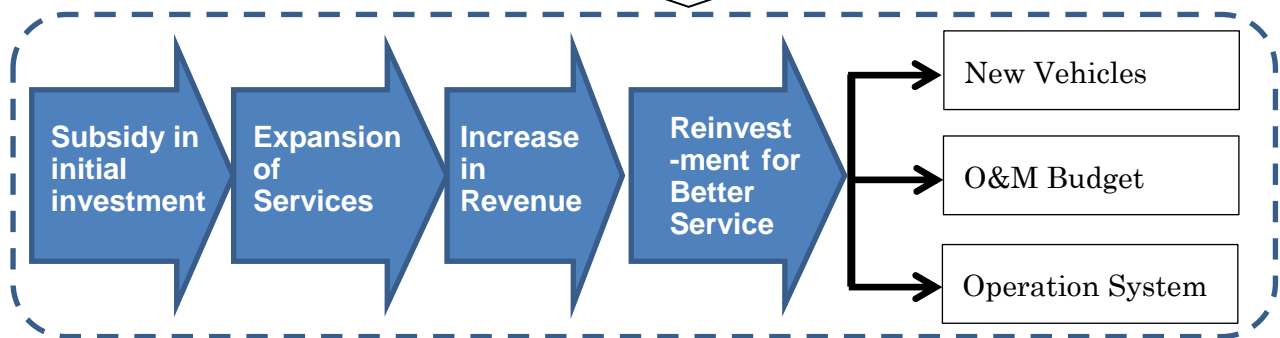 Subsidy in
initial
investment
Expansion
of
Services
Increase
in
Revenue
Reinvest
-ment for
Better
Service
New Vehicles
O&M Budget
Operation System